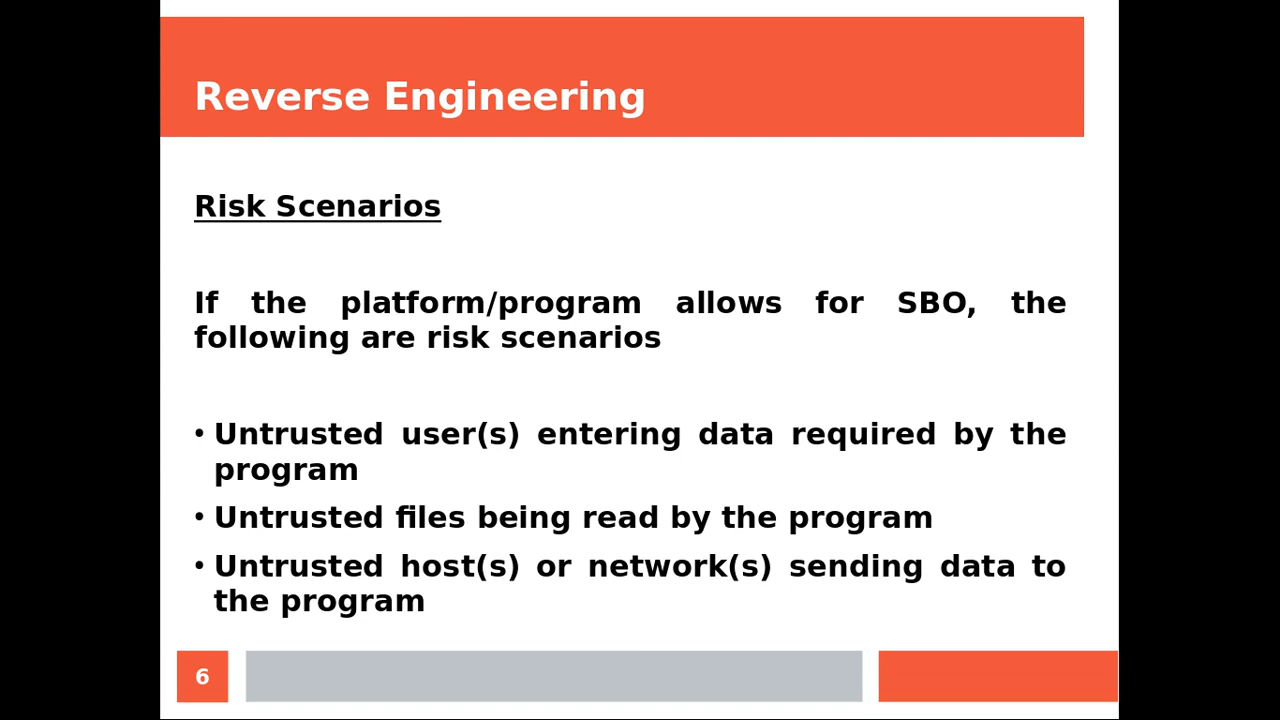 Reverse Engineering
Risk Scenarios
If the platform/program allows for SBO, the
following are risk scenarios
• Untrusted user(s) entering data required by the
program
• Untrusted files being read by the program
• Untrusted host(s) or network(s) sending data to
the program
6